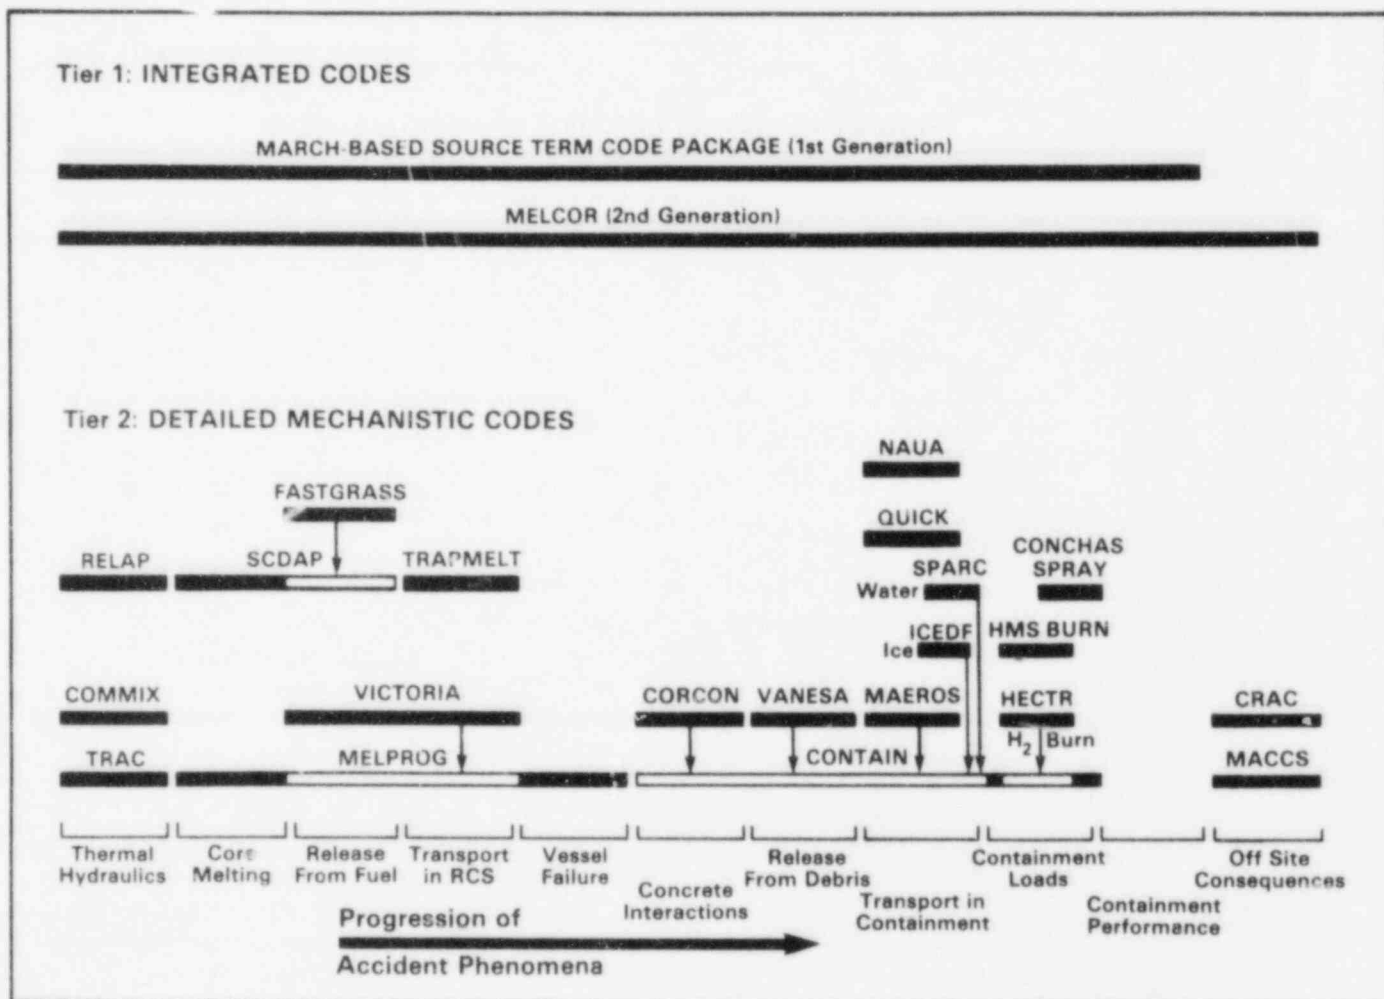 Tier 1: INTEGRATED CODES
MARCH-BASED SOURCE TERM CODE PACKAGE (1st Generation)
MELCOR (2nd Generation)
Tier 2: DETAILED MECHANISTIC CODES
NAUA
FASTGRASS
QUICK
CONCHAS
SPRAY
RELAP
SCDAP
TRAPMELT
SPARC
Water
ICEDF
Ice
HMS BURN
COMMIX
VICTORIA
CORCON
VANESA
MAEROS
HECTR
CRAC
H2 Burn
TRAC
MELPROG
CONTAIN
MACCS
Thermal
Hydraulics
Core
Melting
Release
From Fuel
Transport
in RCS
Vessel
Failure
Concrete
Interactions
Release
From Debris
Transport in
Containment
Containment
Loads
Containment
Performance
Off Site
Consequences
Progression of
Accident Phenomena